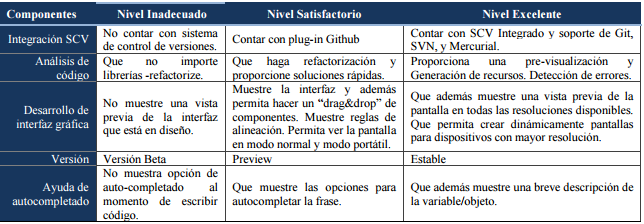 Componentes Nivel Inadecuado Nivel Satisfactorio Nivel Excelente
Integración SCV
No contar con sistema
de control de versiones.
Contar con plug-in Github
Contar con SCV Integrado y soporte de Git,
SVN, y Mercurial.
Análisis de
código
Que no importe
librerías -refactorize.
Que haga refactorización y
proporcione soluciones rápidas.
Proporciona una pre-visualización y
Generación de recursos. Detección de errores.
Desarrollo de
interfaz gráfica
No muestre una vista
previa de la interfaz
que está en diseño.
Muestre la interfaz y además
permita hacer un “drag&drop” de
componentes. Muestre reglas de
alineación. Permita ver la pantalla
en modo normal y modo portátil.
Que además muestre una vista previa de la
pantalla en todas las resoluciones disponibles.
Que permita crear dinámicamente pantallas
para dispositivos con mayor resolución.
Versión Versión Beta Preview Estable
Ayuda de
autocompletado
No muestra opción de
auto-completado al
momento de escribir
código.
Que muestre las opciones para
autocompletar la frase.
Que además muestre una breve descripción de
la variable/objeto.